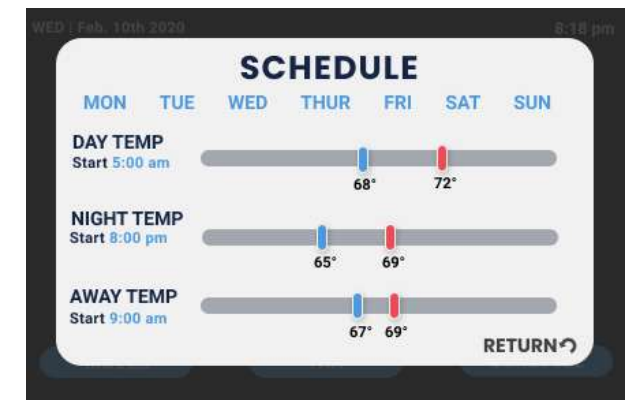 WED | Feb. 10th 2020 8:18 pm
SCHEDULE
MON TUE WED THUR FRI SAT SUN
DAY TEMP
Start 5:00 am
68° 72°
NIGHT TEMP
Start 8:00 pm
65° 69°
AWAY TEMP
Start 9:00 am
67° 69°
RETURN